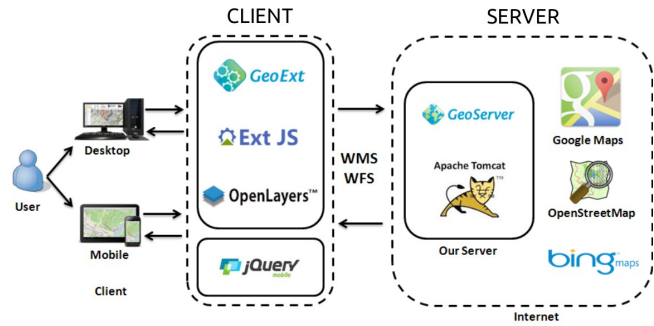 CLIENT
SERVER
GeoExt
GeoServer
Desktop
Ext JS
Google Maps
WMS
WFS
Apache Tomcat
TM
User
OpenLayers™
OpenStreetMap
Mobile
Our Server
jQuery
mobile
bing maps
Client
Internet